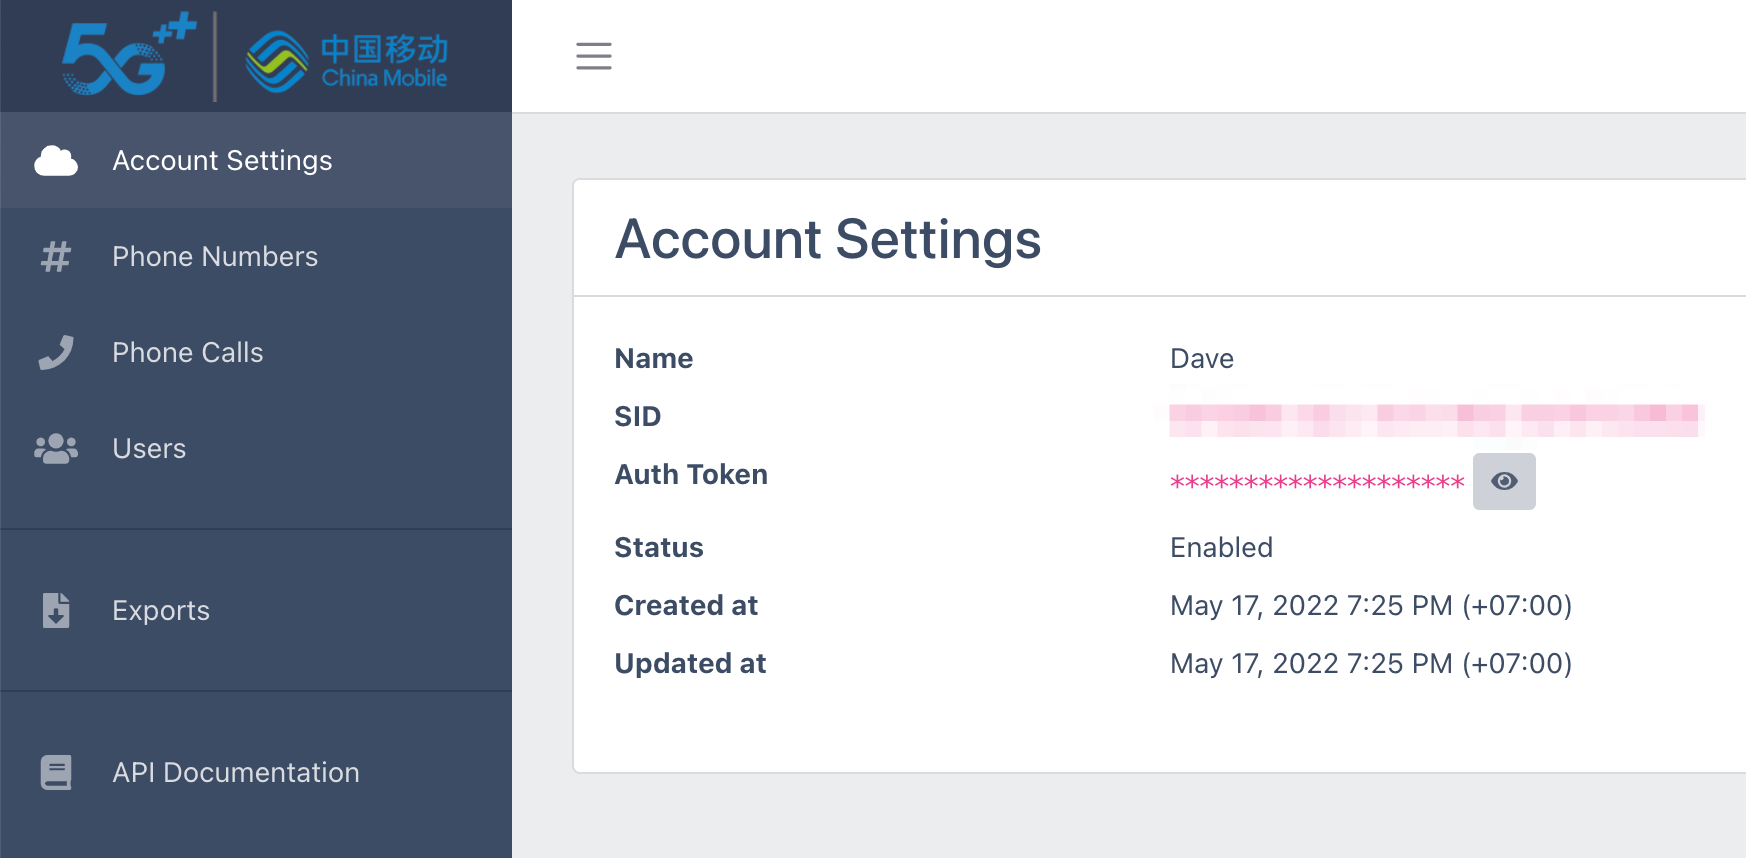 5G++
中国移动
China Mobile
Account Settings
Phone Numbers
Phone Calls
Users
Exports
API Documentation
Account Settings
Name Dave
SID
Auth Token ********************
Status Enabled
Created at May 17, 2022 7:25 PM (+07:00)
Updated at May 17, 2022 7:25 PM (+07:00)